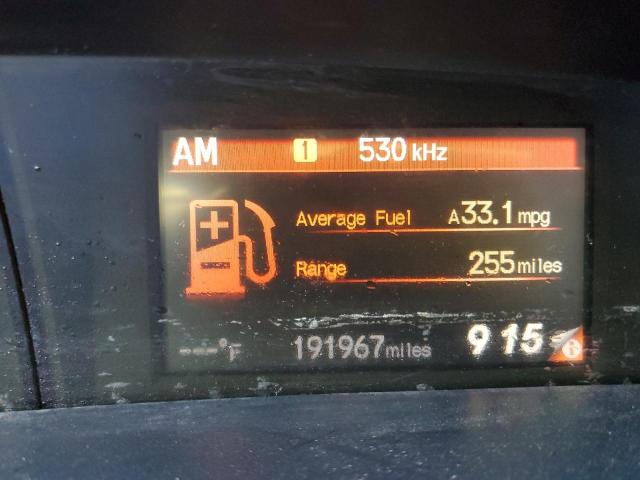 AM 1 530 kHz
Average Fuel A33.1 mpg
Range 255 miles
---°F 191967 miles 9 15